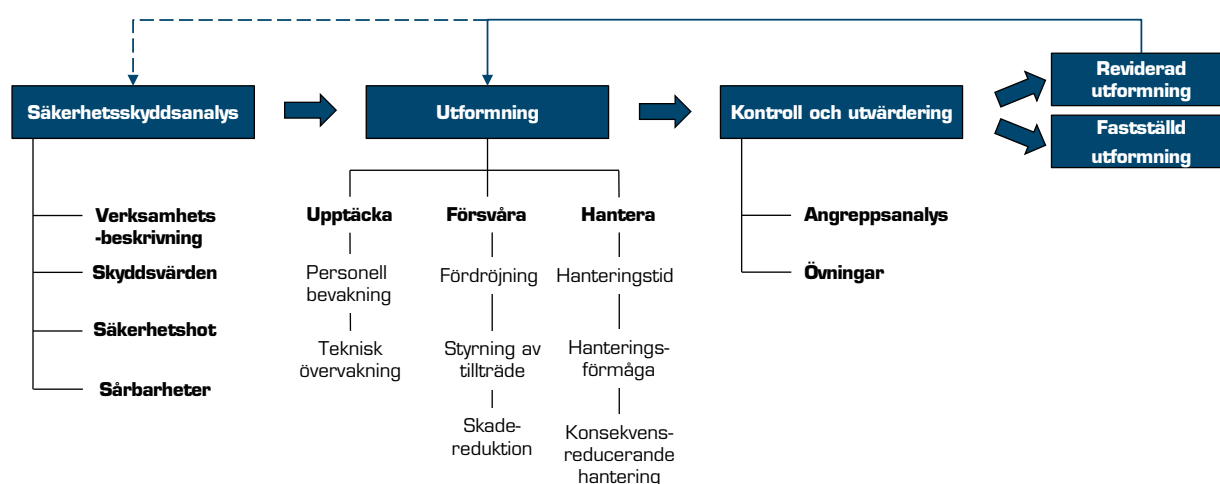 Säkerhetsskyddsanalys
Verksamhets
-beskrivning
Skyddsvärden
Säkerhetshot
Sårbarheter
Utformning
Upptäcka
Personell
bevakning
Teknisk
övervakning
Försvåra
Fördröjning
Styrning av
tillträde
Skade-
reduktion
Hantera
Hanteringstid
Hanterings-
förmåga
Konsekvens-
reducerande
hantering
Kontroll och utvärdering
Angreppsanalys
Övningar
Reviderad
utformning
Fastställd
utformning